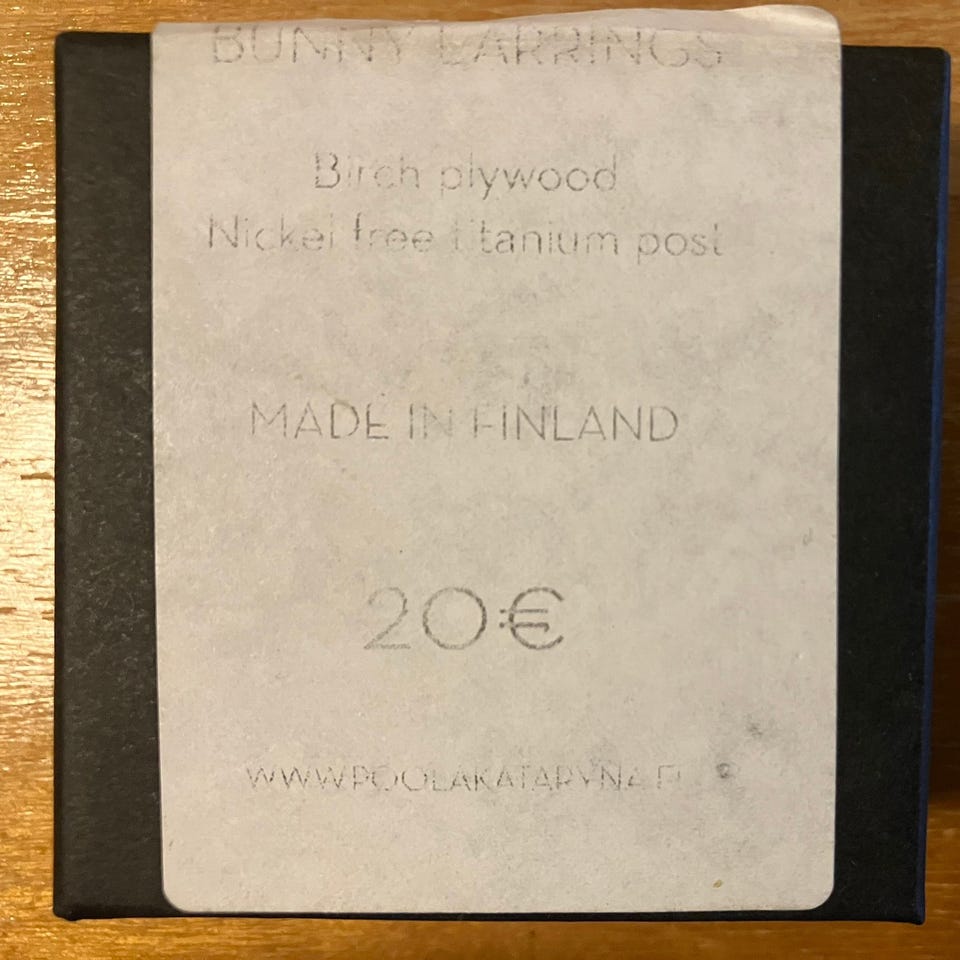 BUNNY EARRINGS
Birch plywood
Nickel free titanium post
MADE IN FINLAND
20€
WWW.POOLAKATARYNA.FI